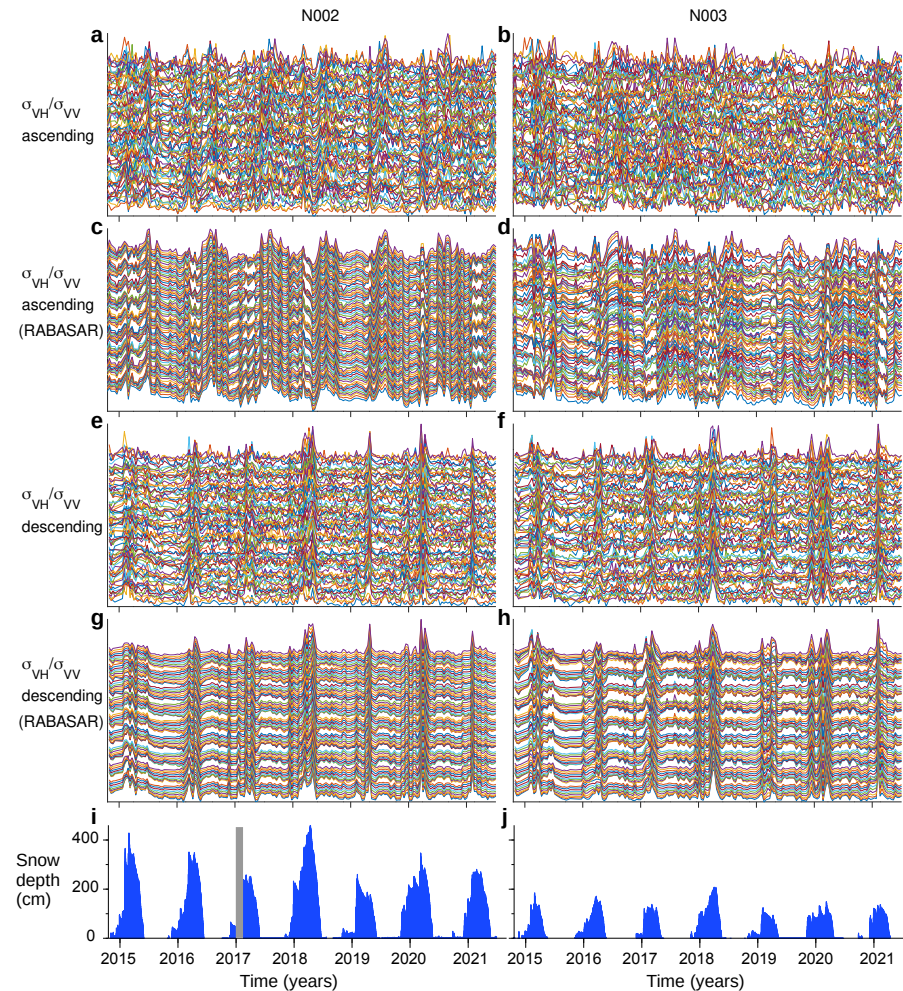 N002 N003
a b
σVH/σVV
ascending
c d
σVH/σVV
ascending
(RABASAR)
e f
σVH/σVV
descending
g h
σVH/σVV
descending
(RABASAR)
i j
Snow
depth
(cm)
400
200
0
2015 2016 2017 2018 2019 2020 2021 2015 2016 2017 2018 2019 2020 2021
Time (years) Time (years)